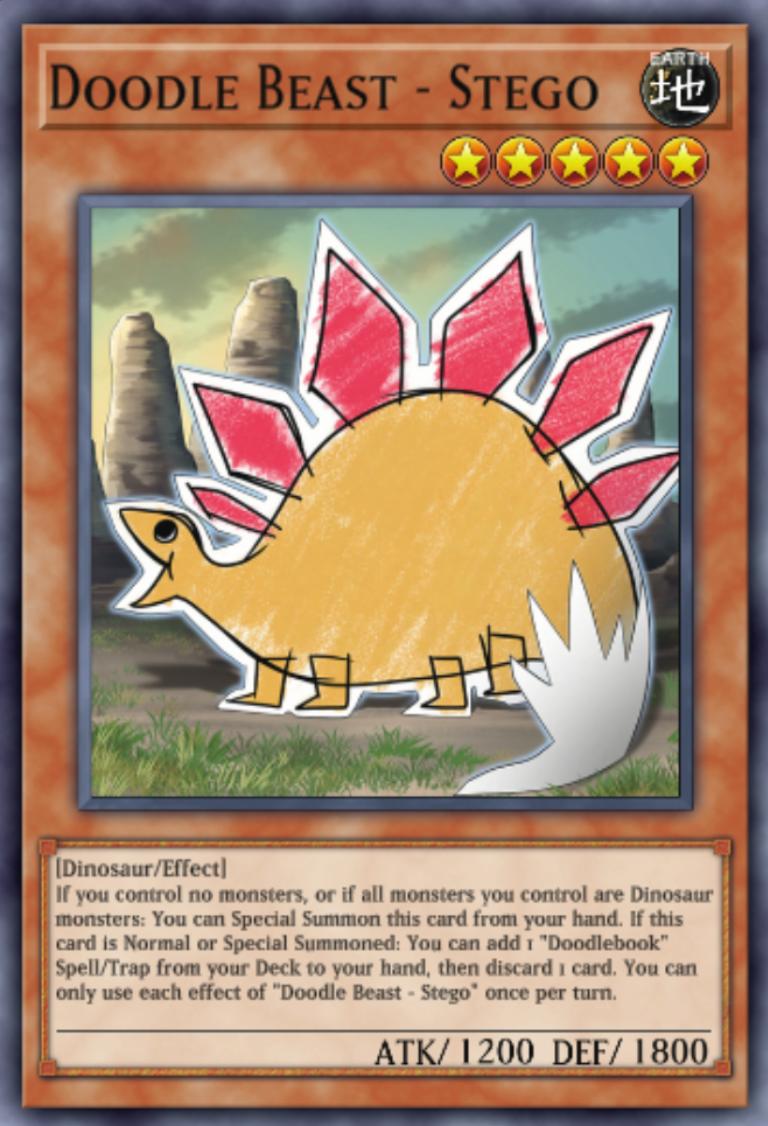 DOODLE BEAST - STEGO
EARTH
地
[Dinosaur/Effect]
If you control no monsters, or if all monsters you control are Dinosaur
monsters: You can Special Summon this card from your hand. If this
card is Normal or Special Summoned: You can add 1 "Doodlebook"
Spell/Trap from your Deck to your hand, then discard 1 card. You can
only use each effect of "Doodle Beast - Stego" once per turn.
ATK/ 1200 DEF/ 1800